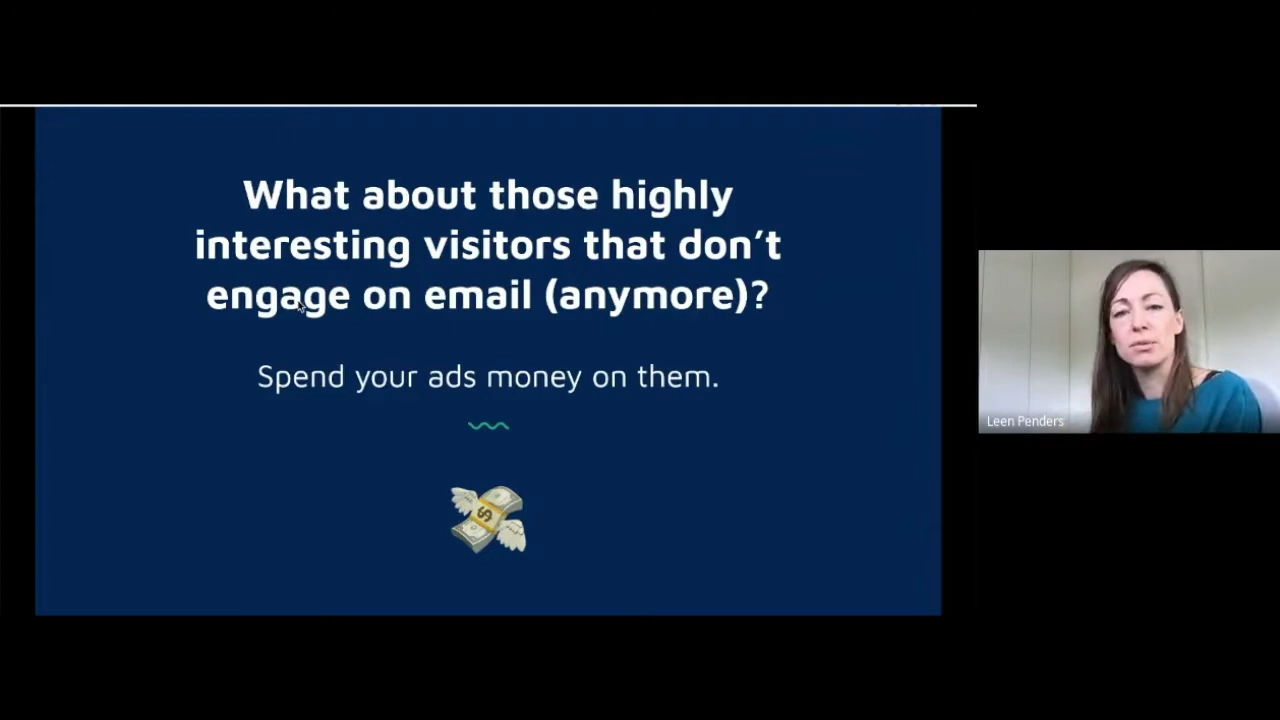 What about those highly
interesting visitors that don’t
engage on email (anymore)?
Spend your ads money on them.
Leen Penders